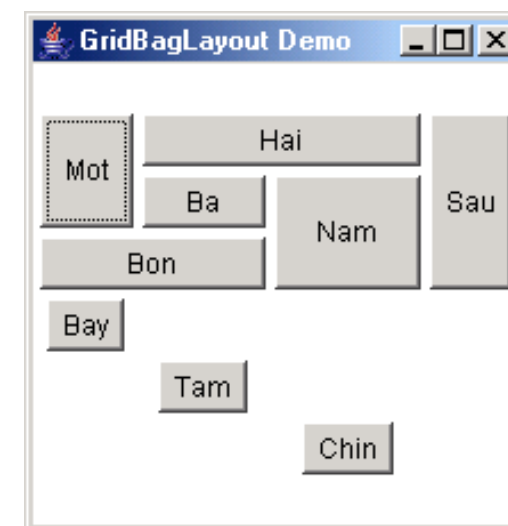 GridBagLayout Demo
Mot
Hai
Ba
Nam
Sau
Bon
Bay
Tam
Chin